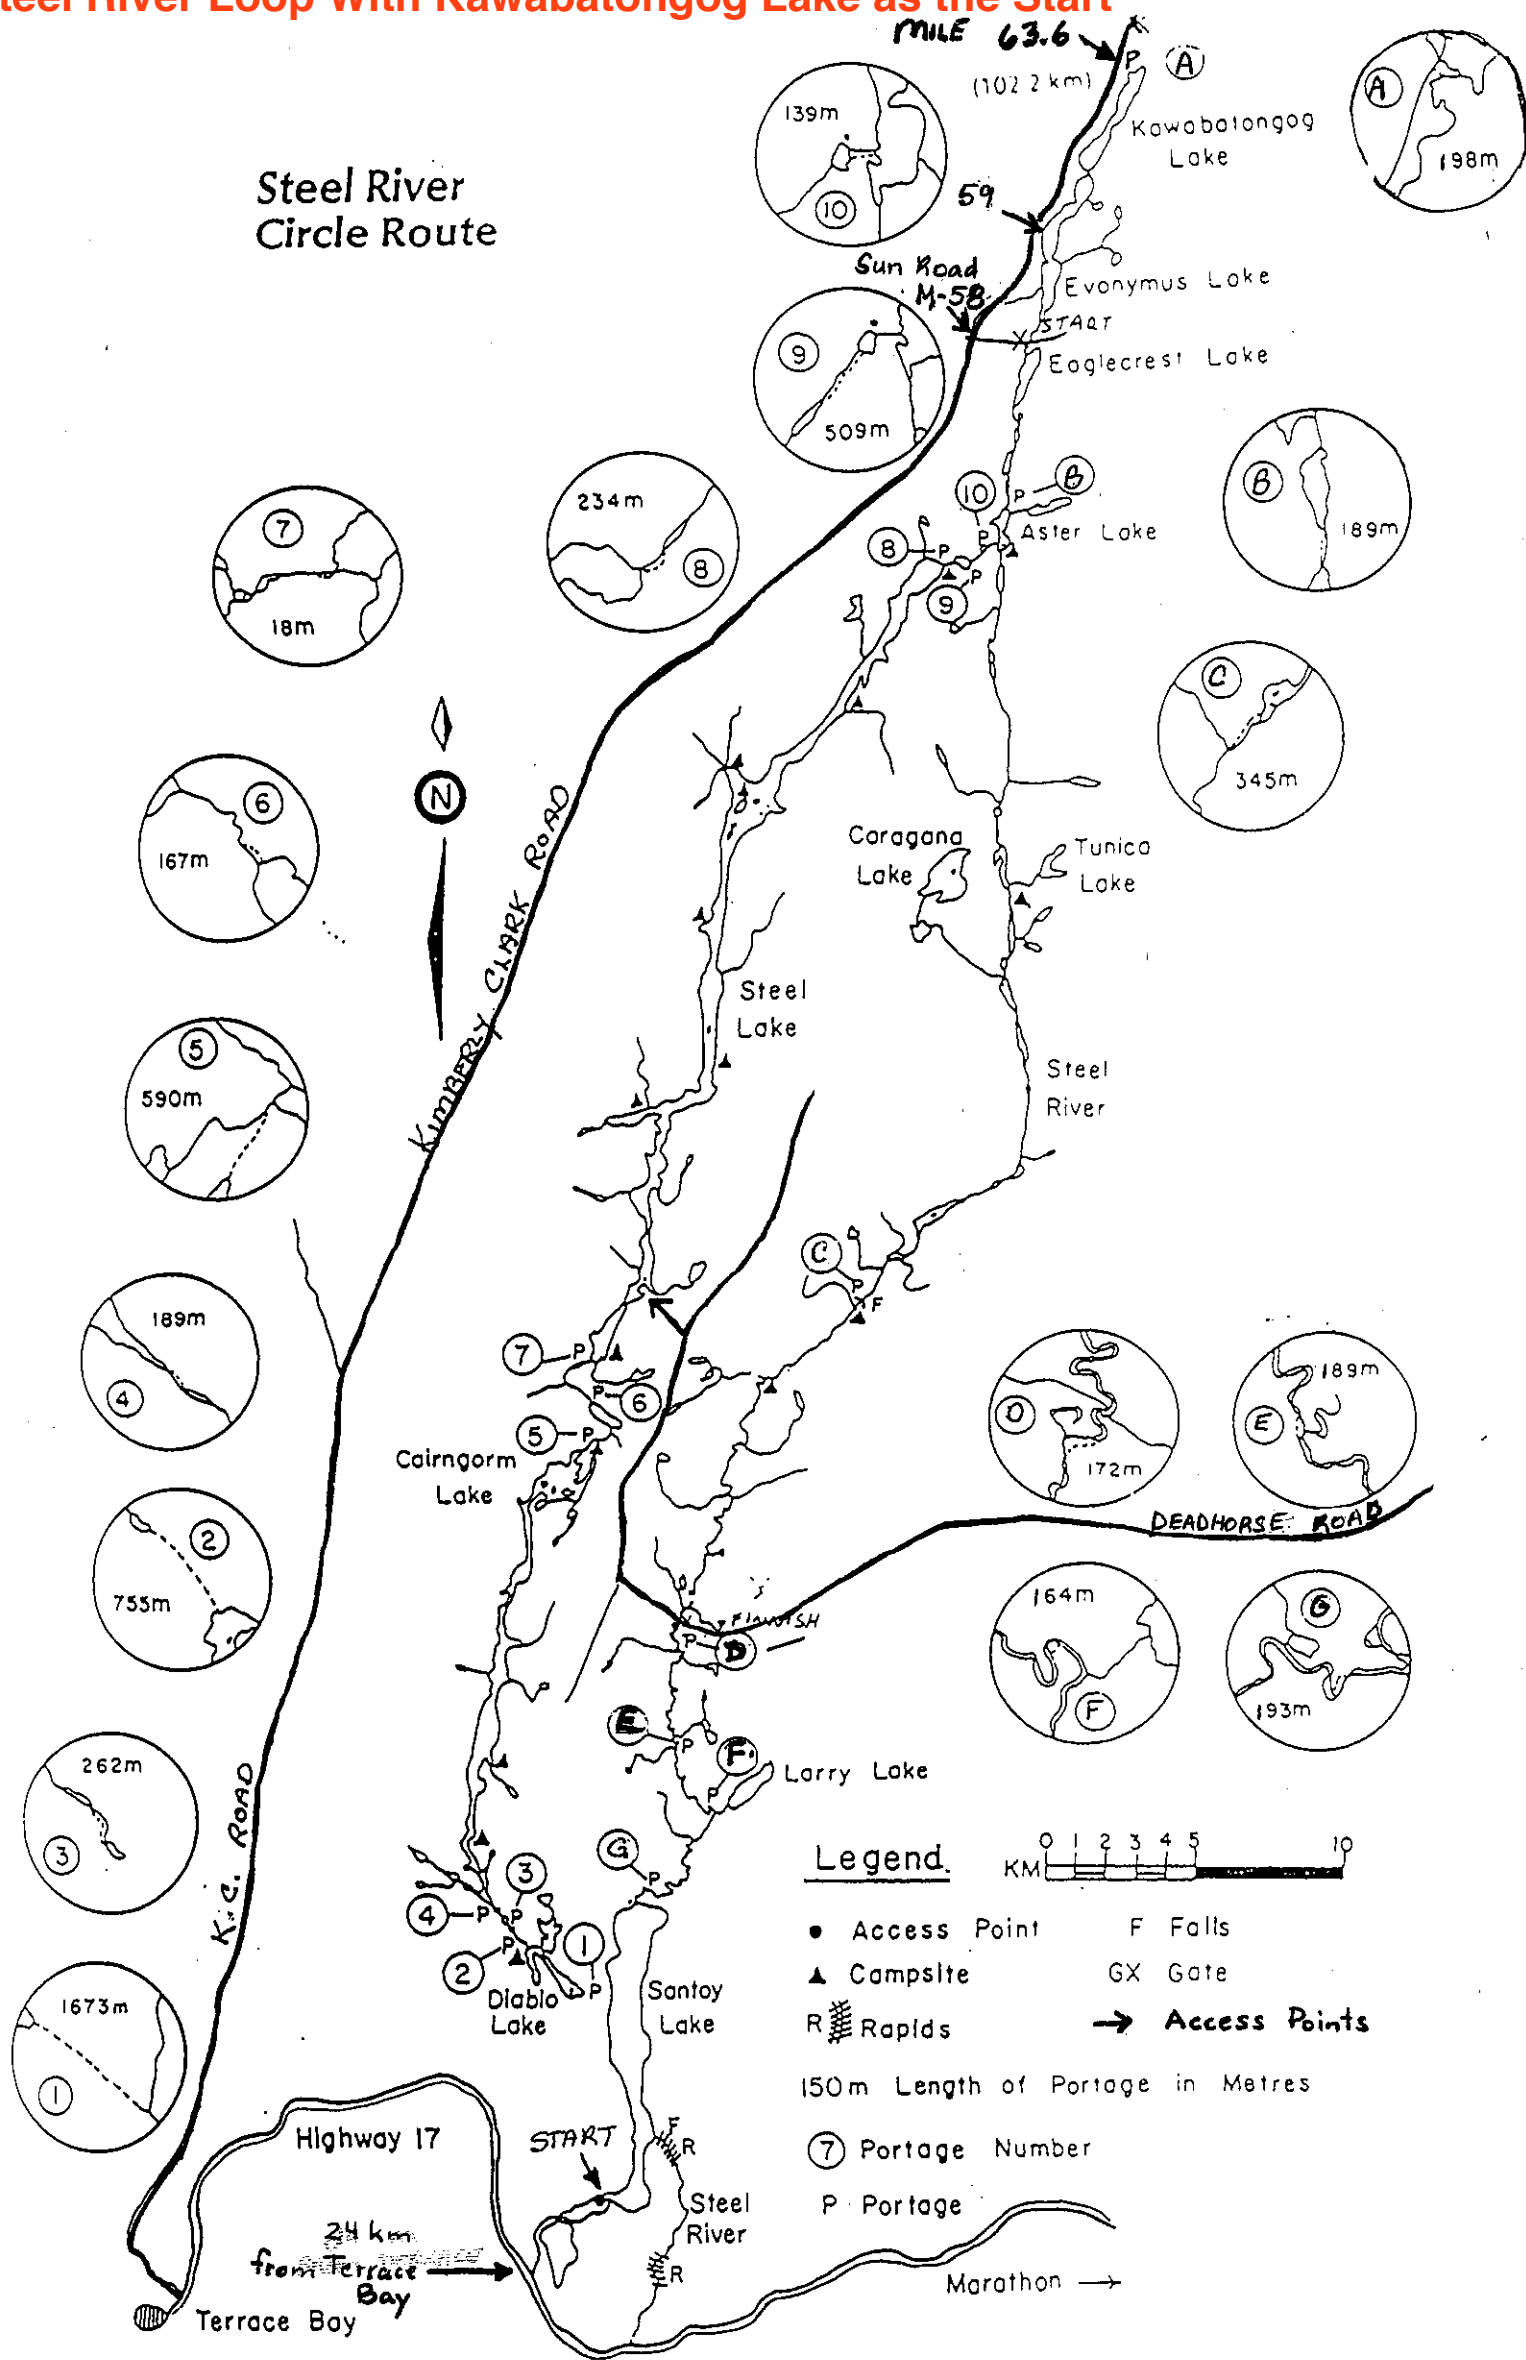 teel River Loop With Kawabatongog Lake as the Start
MILE 63.6
(102.2 km)
P
A
Kawabatongog
Lake
A
198m
139m
10
59
Steel River
Circle Route
Sun Road
M-58
Evonymus Lake
START
Eaglecrest Lake
9
509m
10
P
B
Aster Lake
P
8
P
P
9
B
189m
234m
8
7
18m
C
345m
N
6
167m
KIMBERLY CLARK ROAD
Caragana
Lake
Tunica
Lake
Steel
Lake
Steel
River
5
590m
C
P
F
189m
4
7
P
P
6
5
P
Cairngorm
Lake
D
172m
189m
E
DEADHORSE ROAD
2
755m
FINNISH
P
D
164m
F
G
193m
E
P
F
P
Larry Lake
262m
3
K.C. ROAD
G
P
3
4
P
P
2
P
1
P
Diablo
Lake
Santoy
Lake
1673m
1
Legend
KM
0 1 2 3 4 5 10
Access Point
F Falls
Campsite
GX Gate
R Rapids
Access Points
150m Length of Portage in Metres
7 Portage Number
P Portage
Highway 17
START
F
R
Steel
River
R
24 km
from Terrace
Bay
Terrace Bay
Marathon